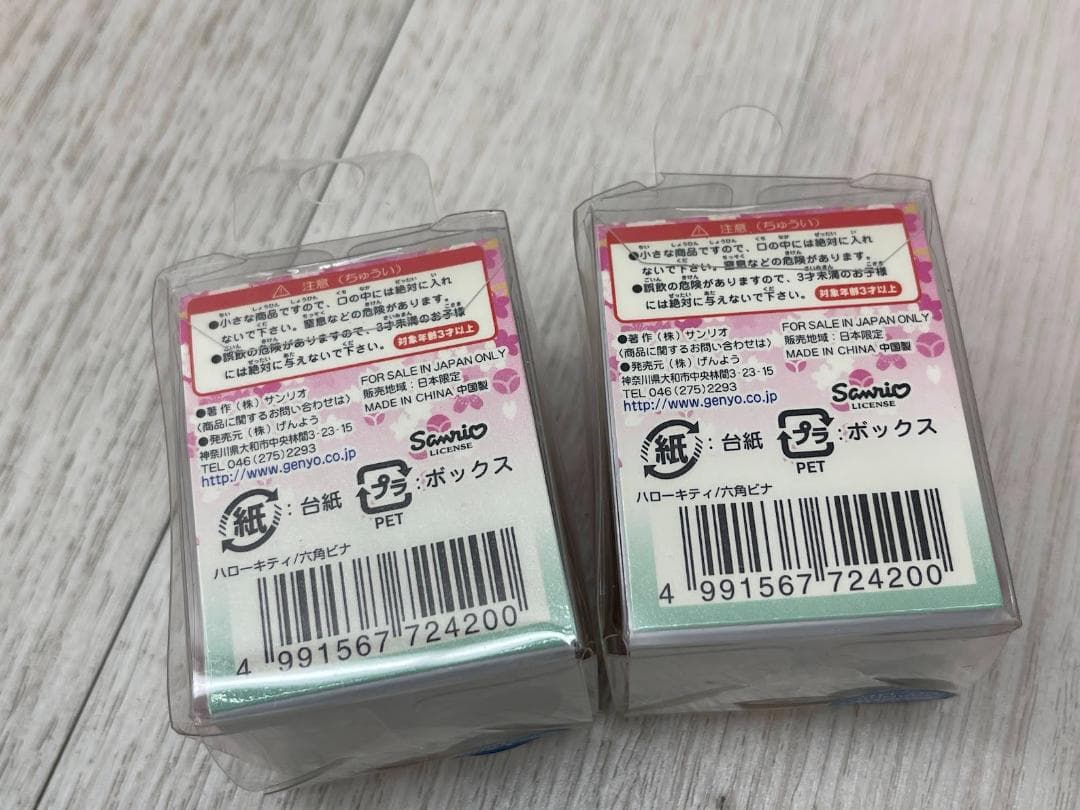 ⚠ 注意（ちゅうい）
●小さな商品ですので、口の中には絶対に入れ
ないで下さい。窒息などの危険があります。
●誤飲の危険がありますので、3才未満のお子様
には絶対に与えないで下さい。 対象年齢3才以上
●著作（株）サンリオ
(商品に関するお問い合わせは)
●発売元（株）げんよう
神奈川県大和市中央林間3-23-15
TEL 046(275)2293
http://www.genyo.co.jp
FOR SALE IN JAPAN ONLY
販売地域：日本限定
MADE IN CHINA 中国製
Sanrio
LICENSE
紙：台紙 プラ：ボックス
PET
ハローキティ/六角ビナ
4 991567 724200
⚠ 注意（ちゅうい）
●小さな商品ですので、口の中には絶対に入れ
ないで下さい。窒息などの危険があります。
●誤飲の危険がありますので、3才未満のお子様
には絶対に与えないで下さい。 対象年齢3才以上
●著作（株）サンリオ
(商品に関するお問い合わせは)
●発売元（株）げんよう
神奈川県大和市中央林間3-23-15
TEL 046(275)2293
http://www.genyo.co.jp
FOR SALE IN JAPAN ONLY
販売地域：日本限定
MADE IN CHINA 中国製
Sanrio
LICENSE
紙：台紙 プラ：ボックス
PET
ハローキティ/六角ビナ
4 991567 724200